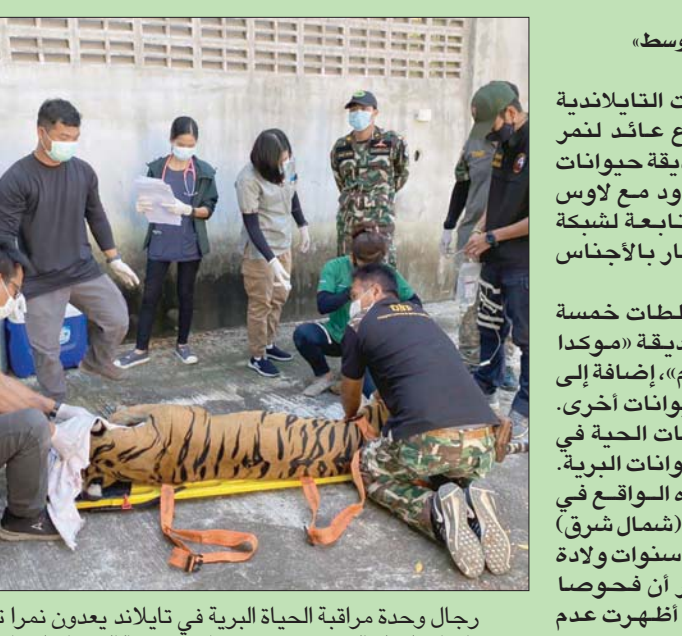 وسط»
ت التايلاندية
ع عائد لنمر
ديقة حيوانات
ود مع لاوس
تابعة لشبكة
ار بالأجناس
لطات خمسة
ديقة «موكدا
م»، إضافة إلى
يوانات أخرى.
ات الحية في
وانات البرية.
ه الواقع في
(شمال شرق)
سنوات ولادة
ر أن فحوصا
أظهرت عدم
رجال وحدة مراقبة الحياة البرية في تايلاند يعدون نمرا